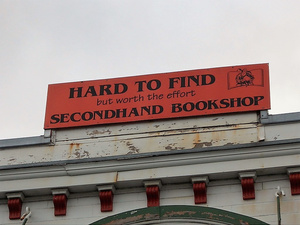 HARD TO FIND
but worth the effort
SECONDHAND BOOKSHOP